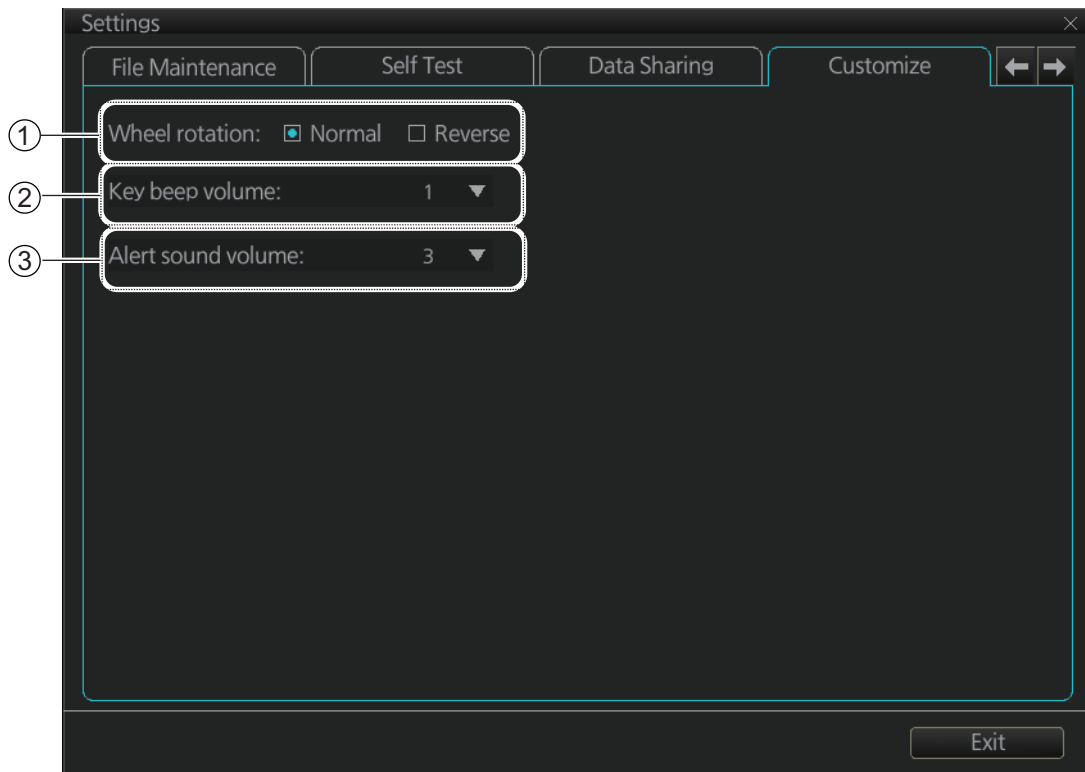 Settings
File Maintenance Self Test Data Sharing Customize
① Wheel rotation: Normal Reverse
② Key beep volume: 1
③ Alert sound volume: 3
Exit